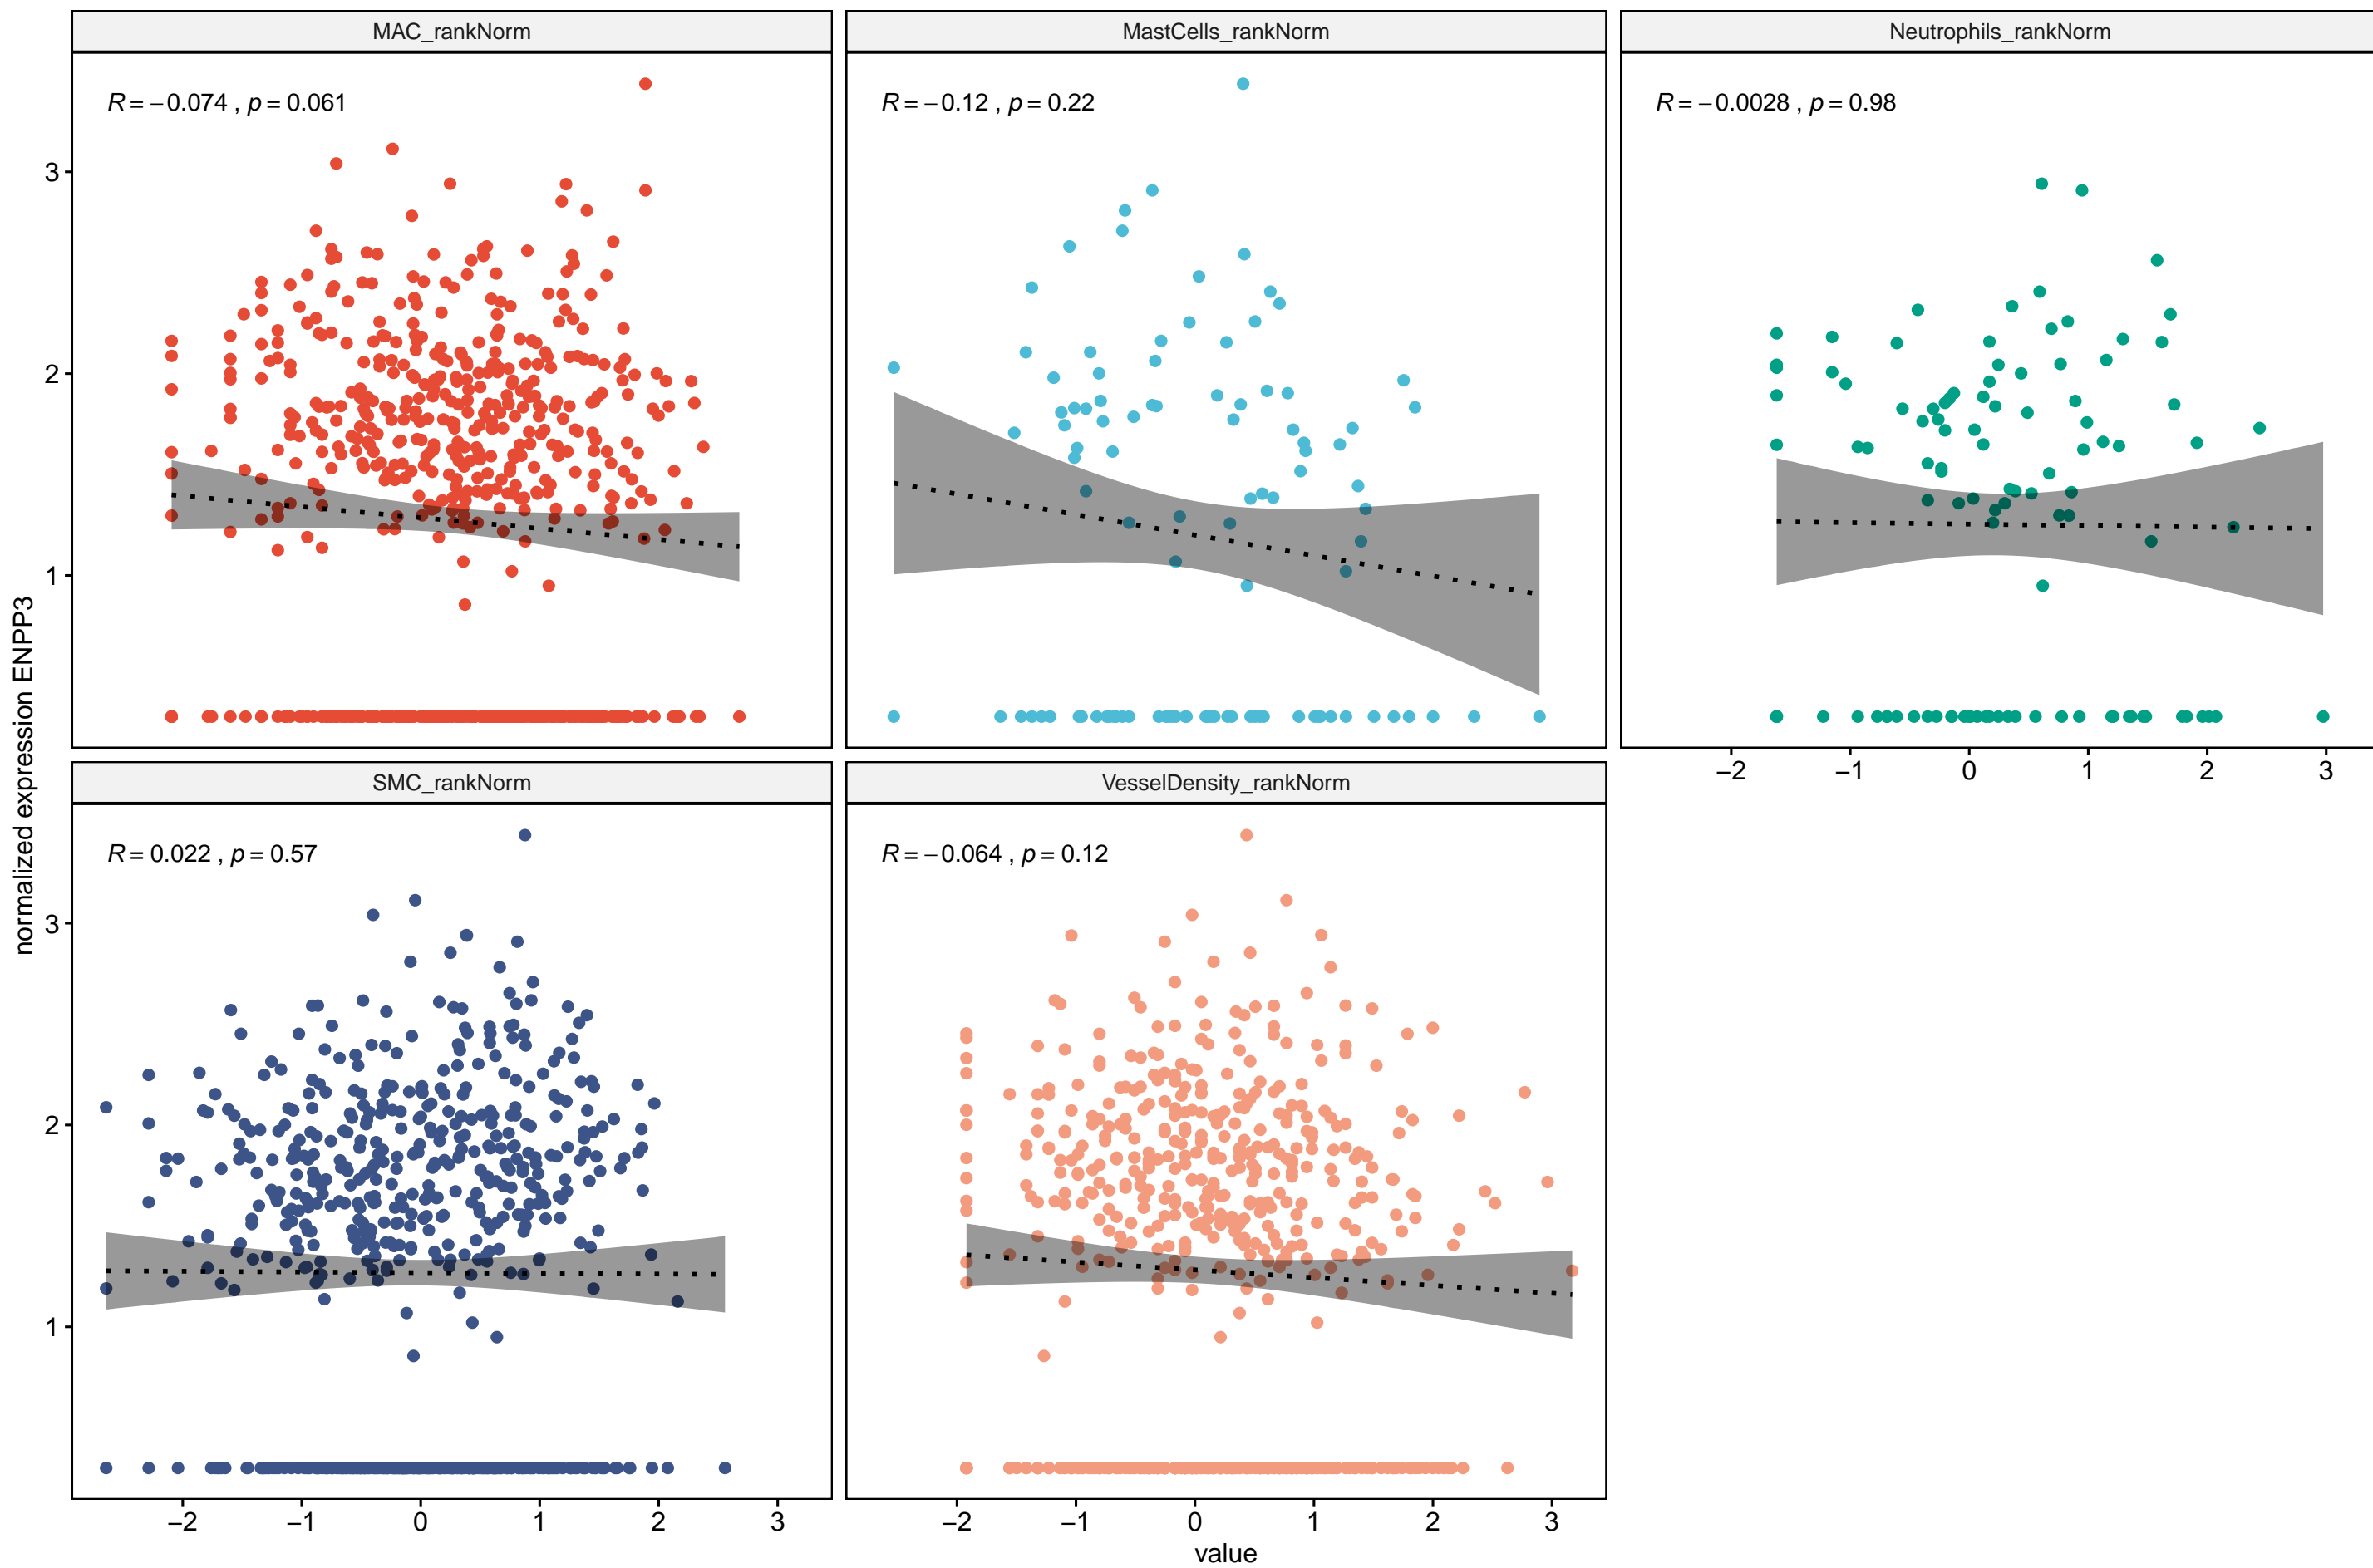 MAC_rankNorm
MastCells_rankNorm
Neutrophils_rankNorm
R = −0.074 , p = 0.061
R = −0.12 , p = 0.22
R = −0.0028 , p = 0.98
3
2
1
−2 −1 0 1 2 3
SMC_rankNorm
VesselDensity_rankNorm
R = 0.022 , p = 0.57
R = −0.064 , p = 0.12
3
2
1
−2 −1 0 1 2 3
−2 −1 0 1 2 3
value
normalized expression ENPP3